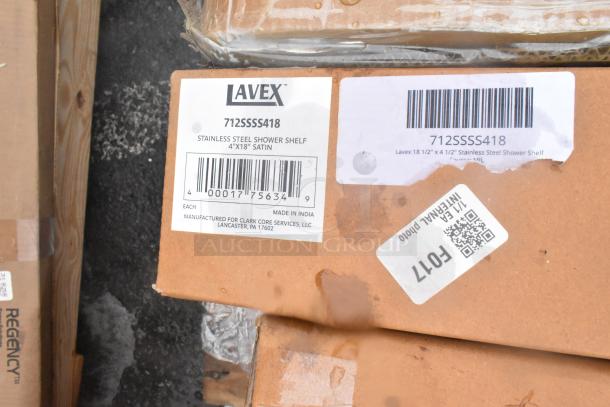 LAVEX
712SSSS418
STAINLESS STEEL SHOWER SHELF
4"X18" SATIN
4 00017 75634 9
EACH
MADE IN INDIA
MANUFACTURED FOR CLARK CORE SERVICES, LLC
LANCASTER, PA 17602
712SSSS418
Lavex 18 1/2" x 4 1/2" Stainless Steel Shower Shelf
1/1 EA
INTERNAL photo
F017
AUCTION GROUP
REGENCY™